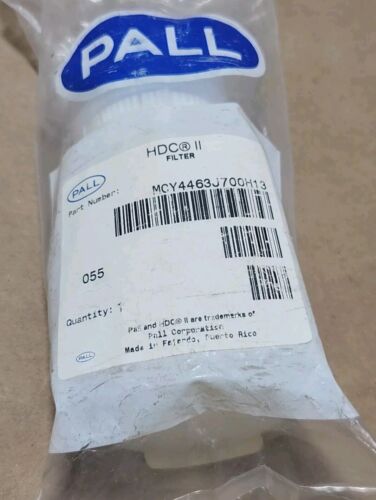 PALL
HDC® II
FILTER
PALL
Part Number:
MCY4463J700H13
055
Quantity: 1
Pall and HDC® II are trademarks of
Pall Corporation
Made in Fajardo, Puerto Rico